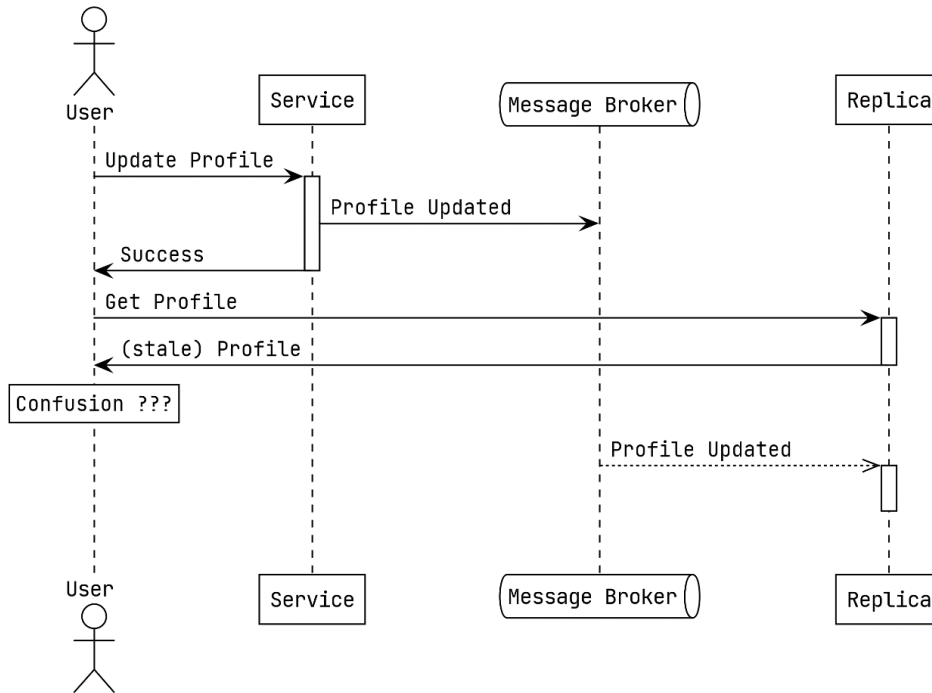 User
Service
Message Broker
Replica
Update Profile
Profile Updated
Success
Get Profile
(stale) Profile
Confusion ???
Profile Updated
User
Service
Message Broker
Replica